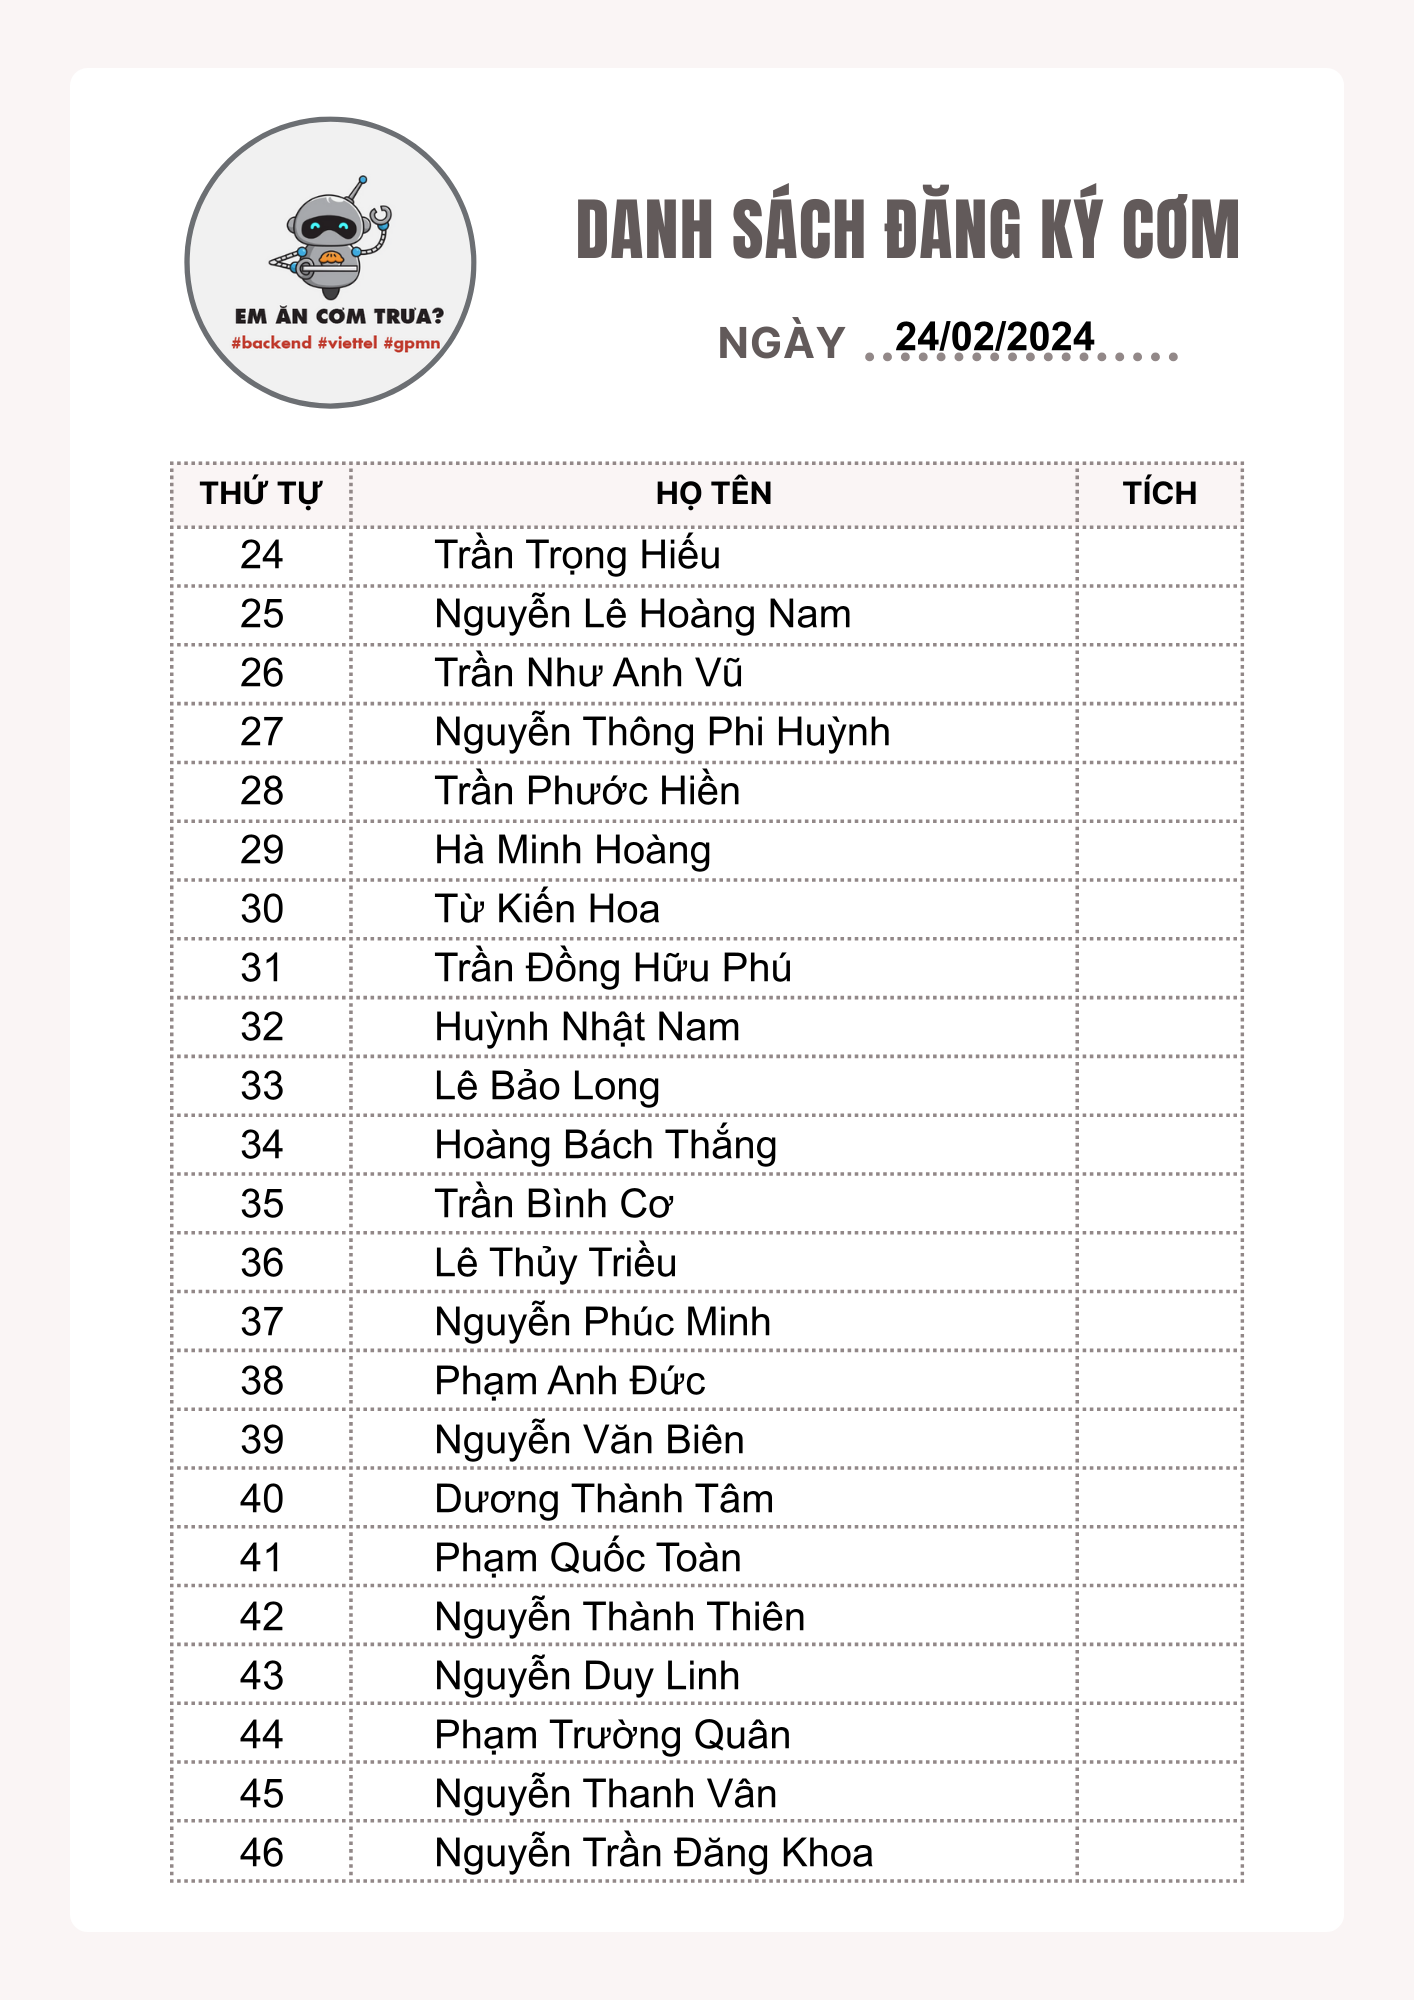 EM ĂN CƠM TRƯA?
#backend #viettel #gpmn
DANH SÁCH ĐĂNG KÝ CƠM
NGÀY 24/02/2024
THỨ TỰ HỌ TÊN TÍCH
24 Trần Trọng Hiếu
25 Nguyễn Lê Hoàng Nam
26 Trần Như Anh Vũ
27 Nguyễn Thông Phi Huỳnh
28 Trần Phước Hiền
29 Hà Minh Hoàng
30 Từ Kiến Hoa
31 Trần Đồng Hữu Phú
32 Huỳnh Nhật Nam
33 Lê Bảo Long
34 Hoàng Bách Thắng
35 Trần Bình Cơ
36 Lê Thủy Triều
37 Nguyễn Phúc Minh
38 Phạm Anh Đức
39 Nguyễn Văn Biên
40 Dương Thành Tâm
41 Phạm Quốc Toàn
42 Nguyễn Thành Thiên
43 Nguyễn Duy Linh
44 Phạm Trường Quân
45 Nguyễn Thanh Vân
46 Nguyễn Trần Đăng Khoa